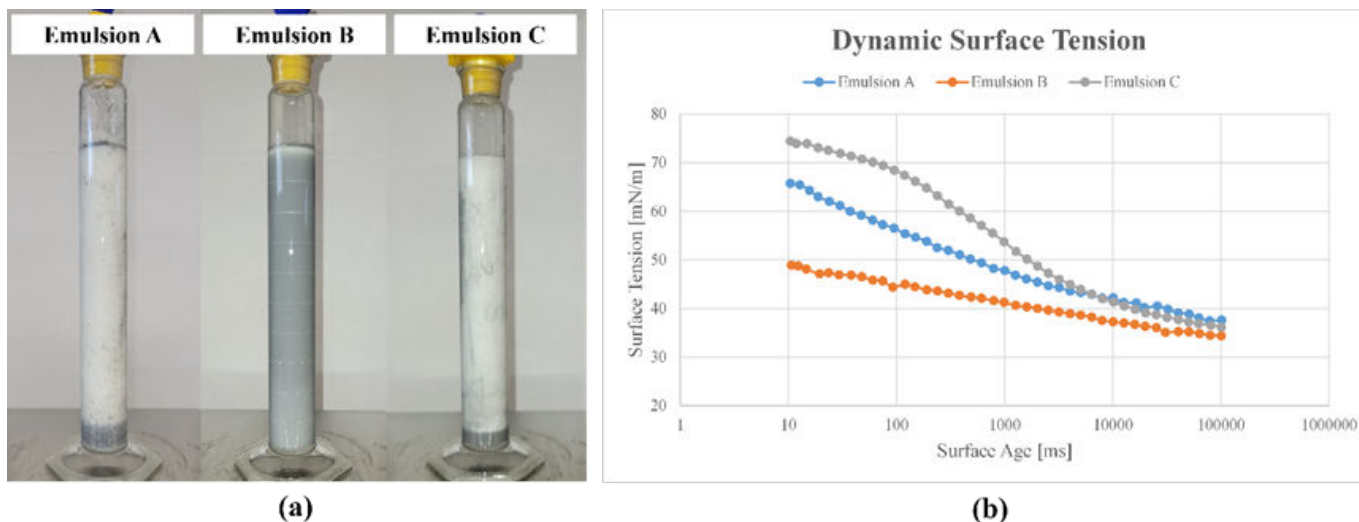 Emulsion A
Emulsion B
Emulsion C
(a)
Dynamic Surface Tension
Emulsion A
Emulsion B
Emulsion C
Surface Tension [mN/m]
80
70
60
50
40
30
20
1
10
100
1000
10000
100000
1000000
Surface Age [ms]
(b)